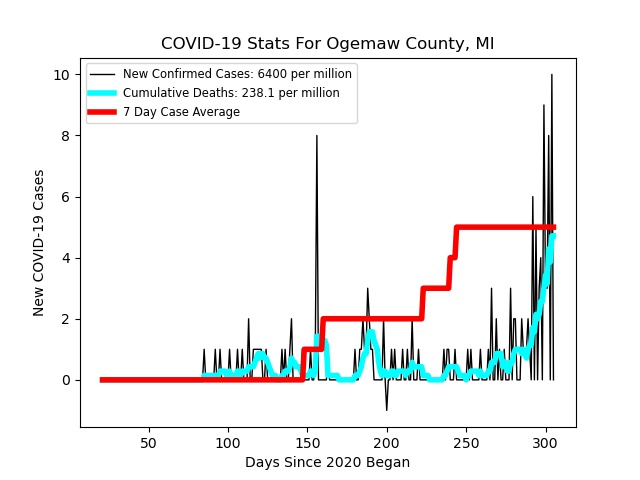 COVID-19 Stats For Ogemaw County, MI
New Confirmed Cases: 6400 per million
Cumulative Deaths: 238.1 per million
7 Day Case Average
New COVID-19 Cases
10
8
6
4
2
0
50 100 150 200 250 300
Days Since 2020 Began